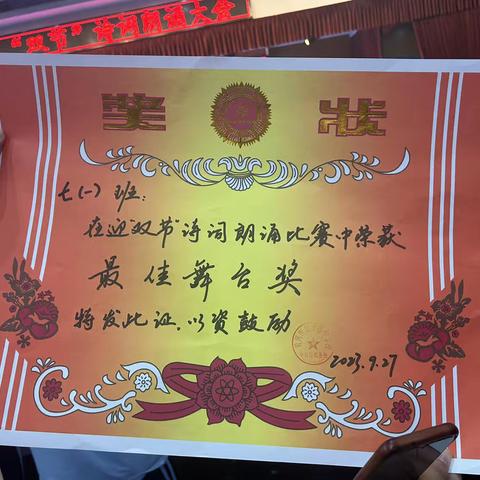 “双节”诗词朗诵大会
奖状
七(一)班:
在迎“双节”诗词朗诵比赛中荣获
最佳舞台奖
特发此证,以资鼓励
2023.9.27